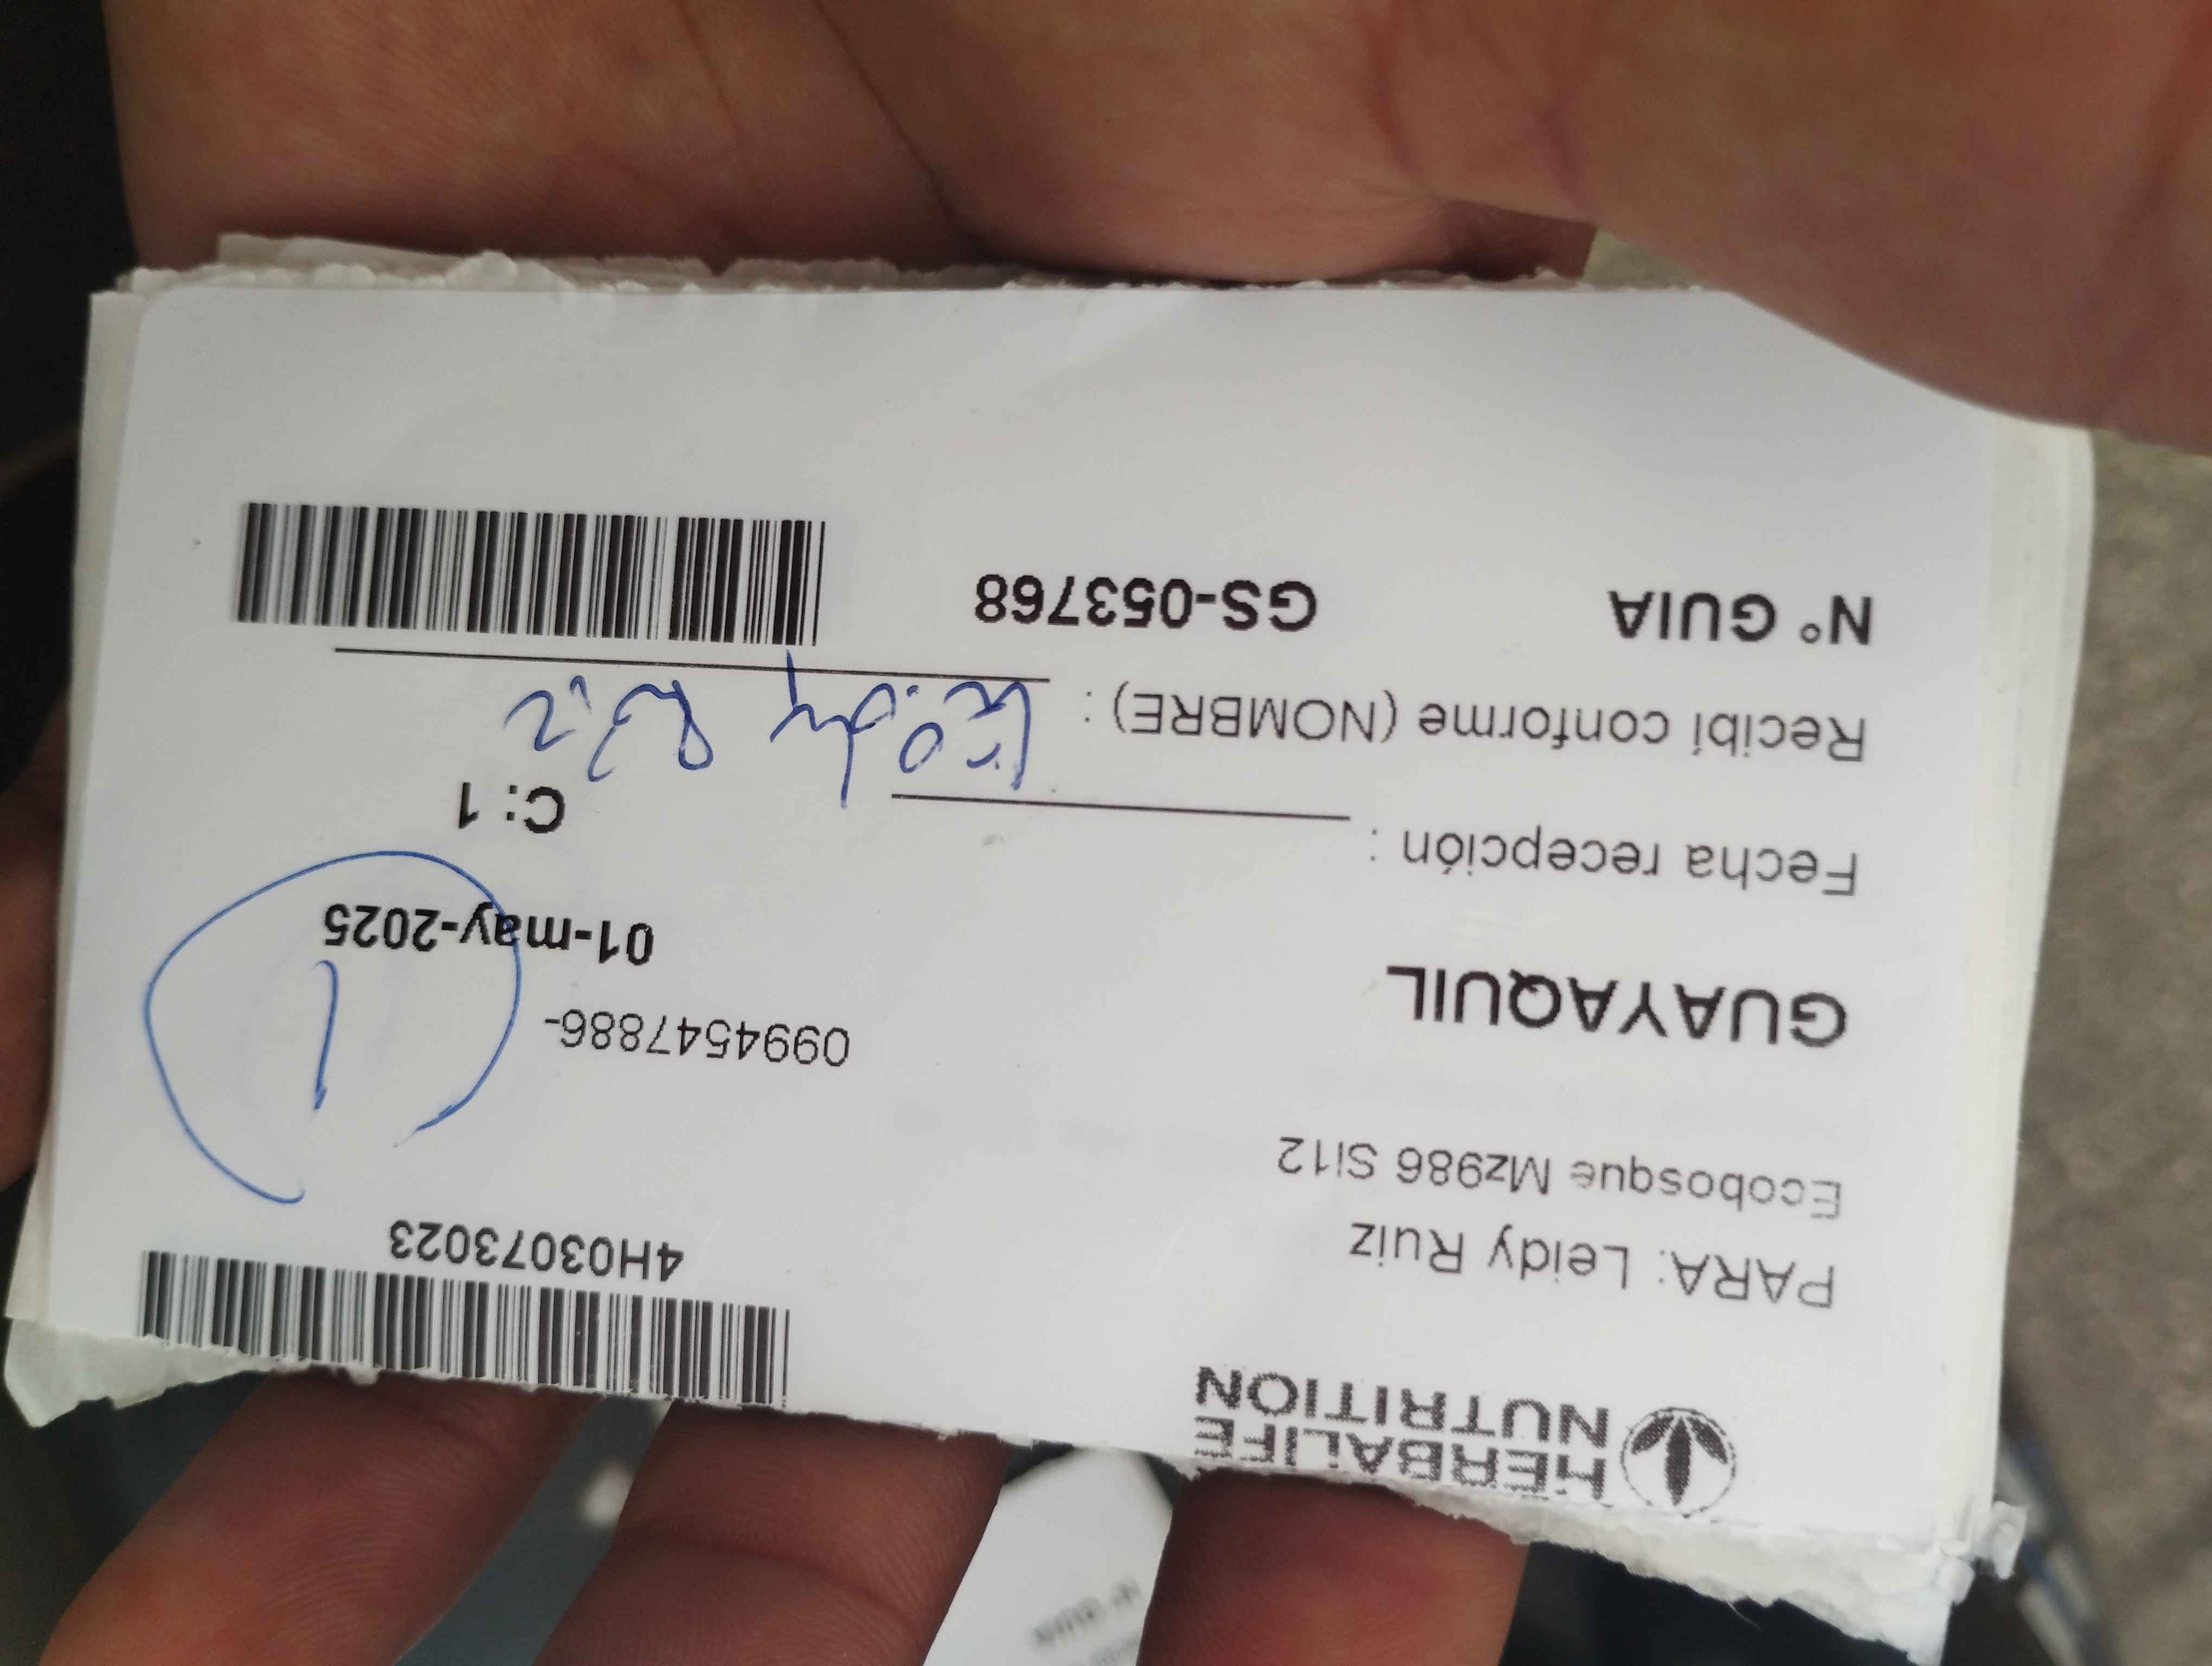 HERBALIFE
NUTRITION
4H03073023
PARA: Leidy Ruiz
Ecobosque Mz986 Sl12
0994547886-
1
GUAYAQUIL
01-may-2025
Fecha recepción :
C: 1
Recibí conforme (NOMBRE) : Leidy Ruiz
N° GUIA GS-053768